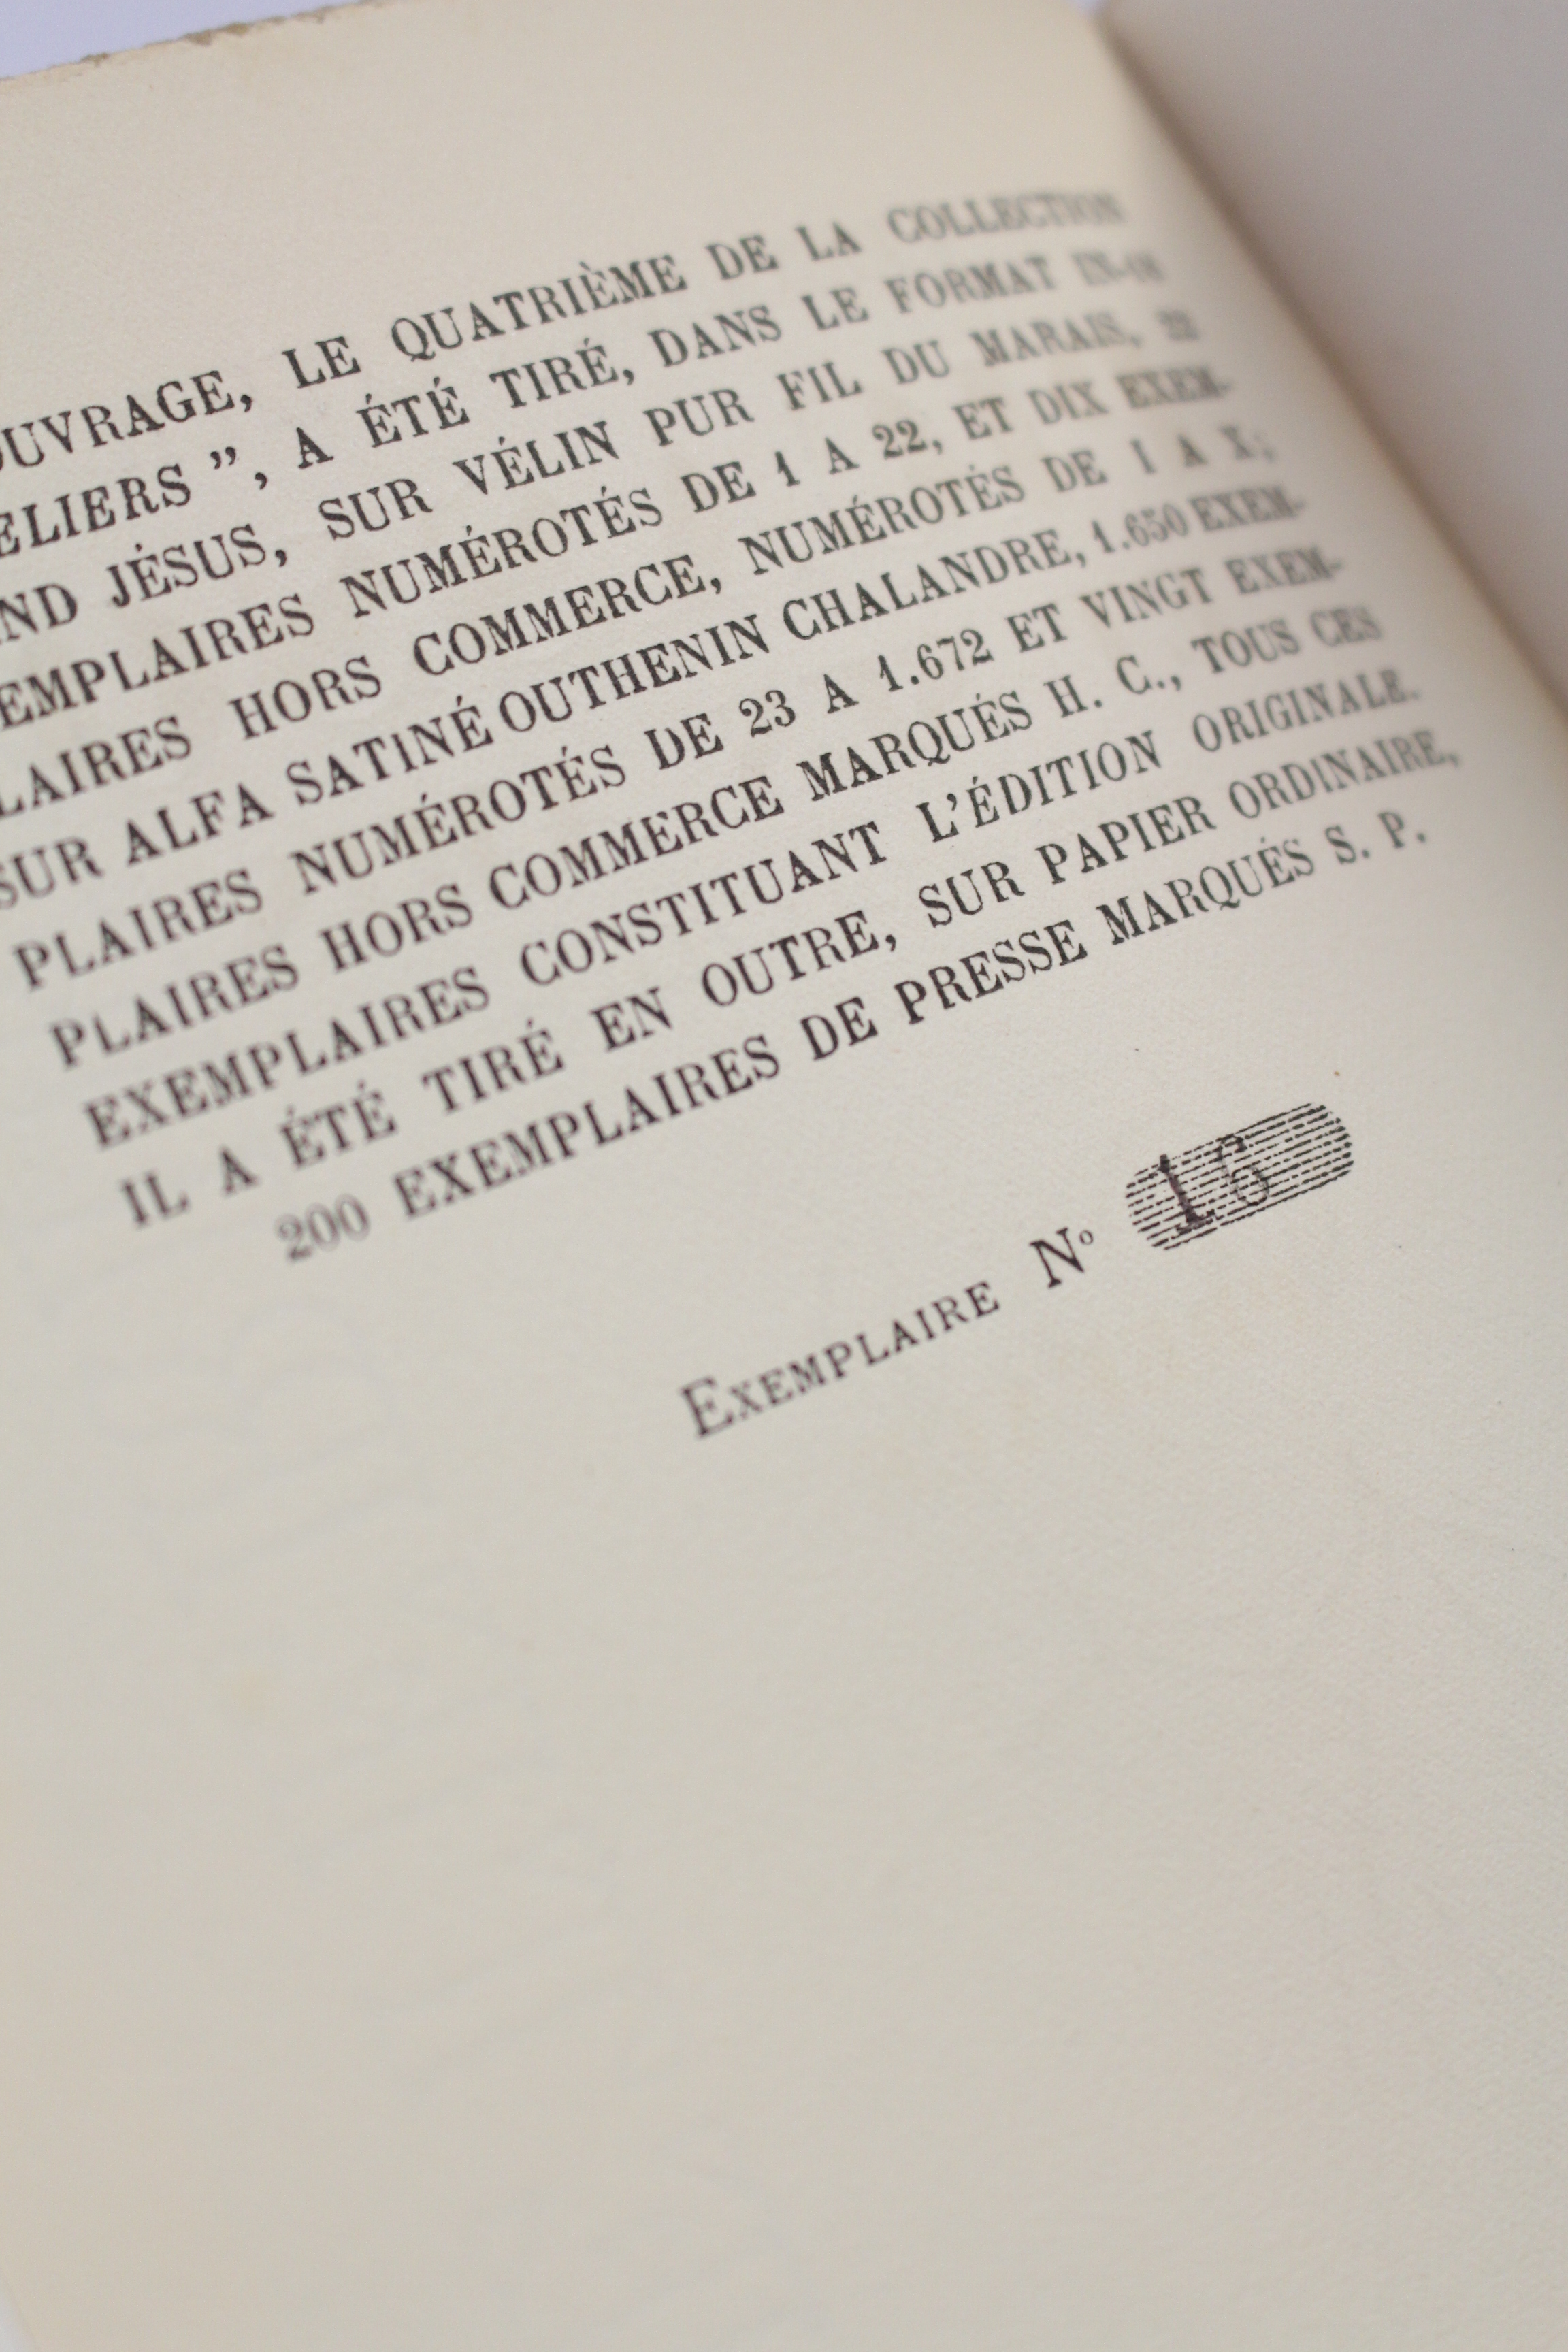 OUVRAGE, LE QUATRIÈME DE LA COLLECTION
ELIERS ”, A ÉTÉ TIRÉ, DANS LE FORMAT
ND JÉSUS, SUR VÉLIN PUR FIL DU MARAIS, 22
EMPLAIRES NUMÉROTÉS DE 1 A 22, ET DIX EXEM-
LAIRES HORS COMMERCE, NUMÉROTÉS DE I A X;
SUR ALFA SATINÉ OUTHENIN CHALANDRE, 1.650 EXEM-
PLAIRES NUMÉROTÉS DE 23 A 1.672 ET VINGT EXEM-
PLAIRES HORS COMMERCE MARQUÉS H. C., TOUS CES
EXEMPLAIRES CONSTITUANT L’ÉDITION ORIGINALE.
IL A ÉTÉ TIRÉ EN OUTRE, SUR PAPIER ORDINAIRE,
200 EXEMPLAIRES DE PRESSE MARQUÉS S. P.
EXEMPLAIRE Nº 16